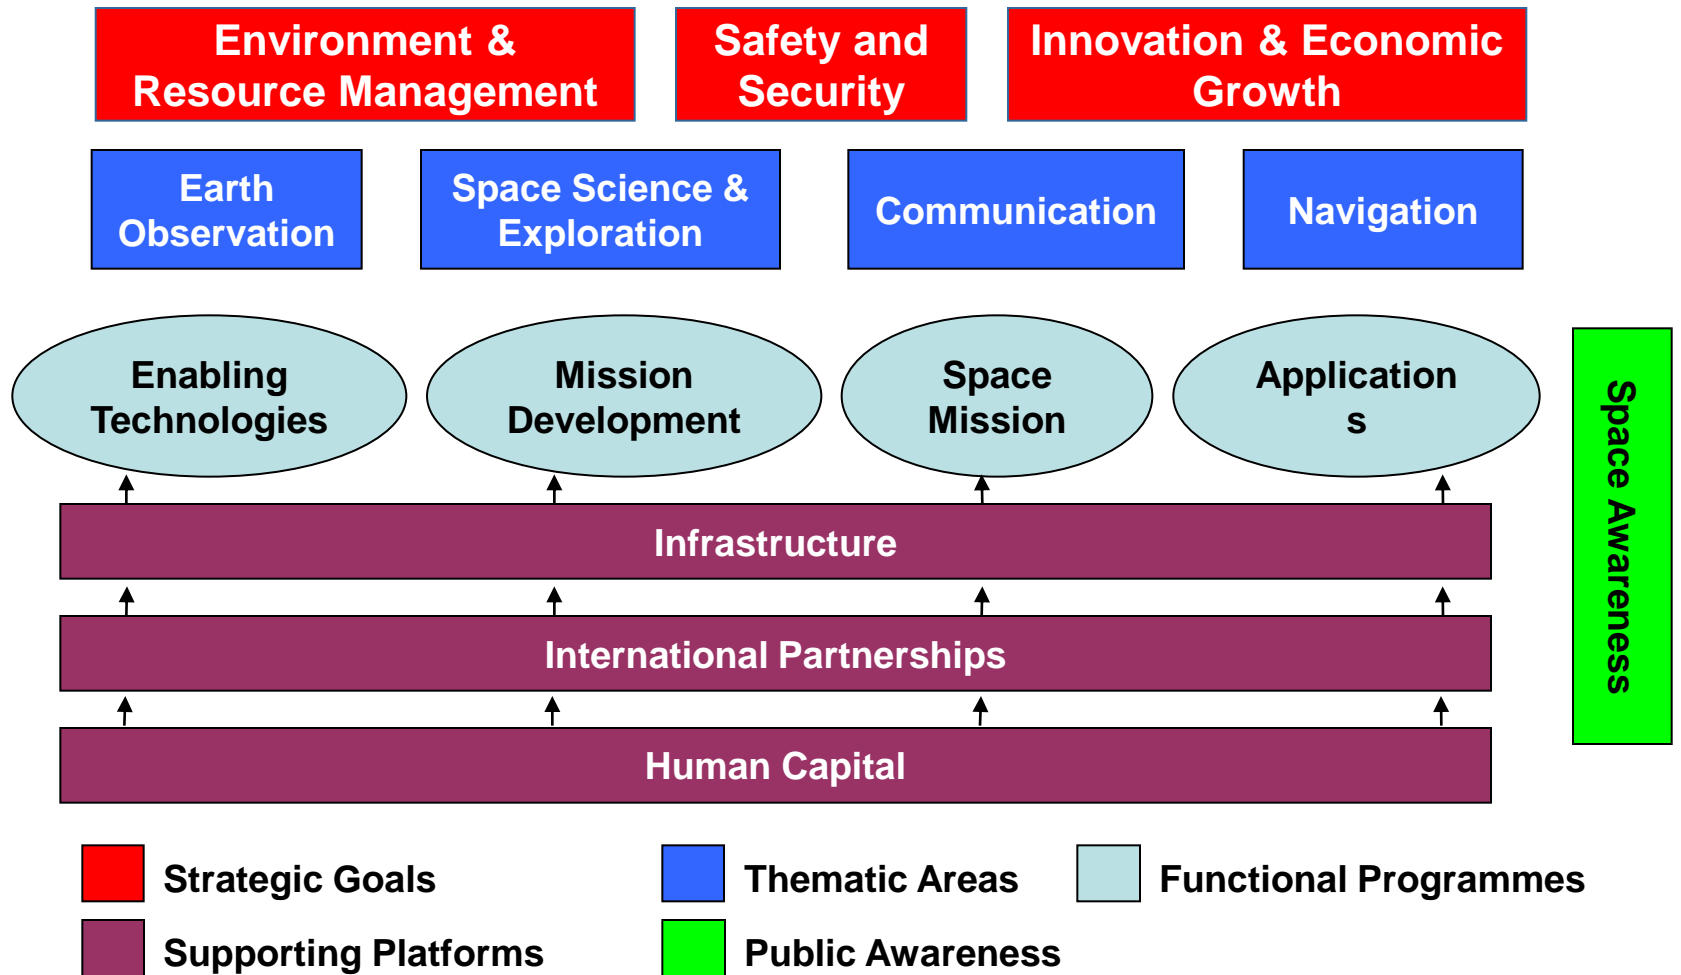 Environment &
Resource Management
Safety and
Security
Innovation & Economic
Growth
Earth
Observation
Space Science &
Exploration
Communication
Navigation
Enabling
Technologies
Mission
Development
Space
Mission
Application
s
Space Awareness
Infrastructure
International Partnerships
Human Capital
Strategic Goals
Thematic Areas
Functional Programmes
Supporting Platforms
Public Awareness